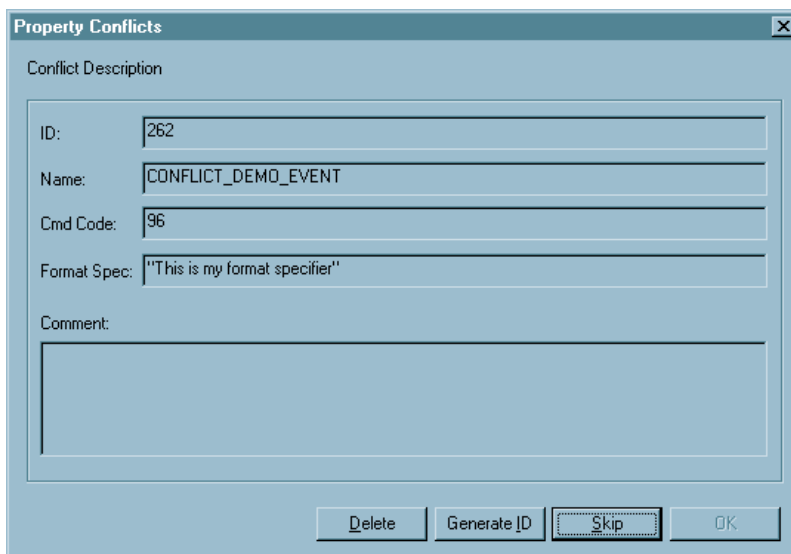 Property Conflicts
Conflict Description
ID: 262
Name: CONFLICT_DEMO_EVENT
Cmd Code: 96
Format Spec: "This is my format specifier"
Comment:
Delete Generate ID Skip OK